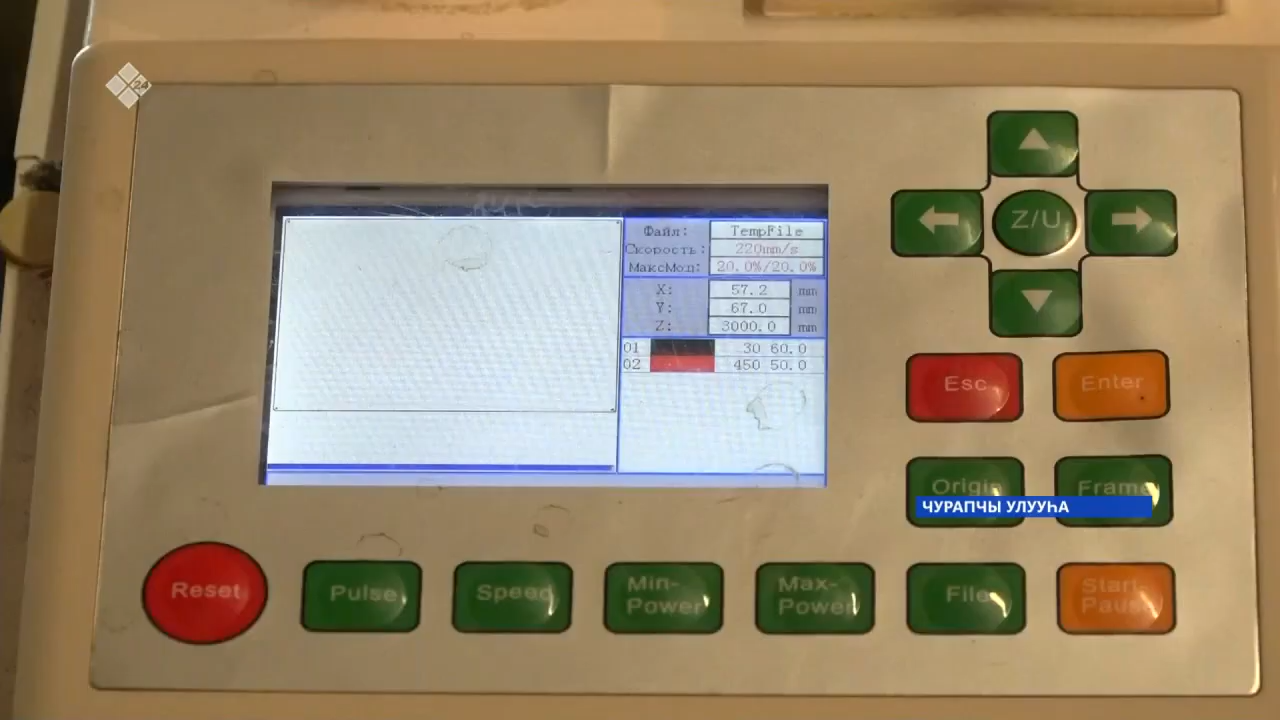 24
Файл: TempFile
Скорость: 220mm/s
МаксМощ: 20.0%/20.0%
X: 57.2 mm
Y: 67.0 mm
Z: 3000.0 mm
01 30 60.0
02 450 50.0
Z/U
Esc
Enter
Origin
Frame
ЧУРАПЧЫ УЛУУҺА
Reset
Pulse
Speed
Min-
Power
Max-
Power
File
Start-
Pause